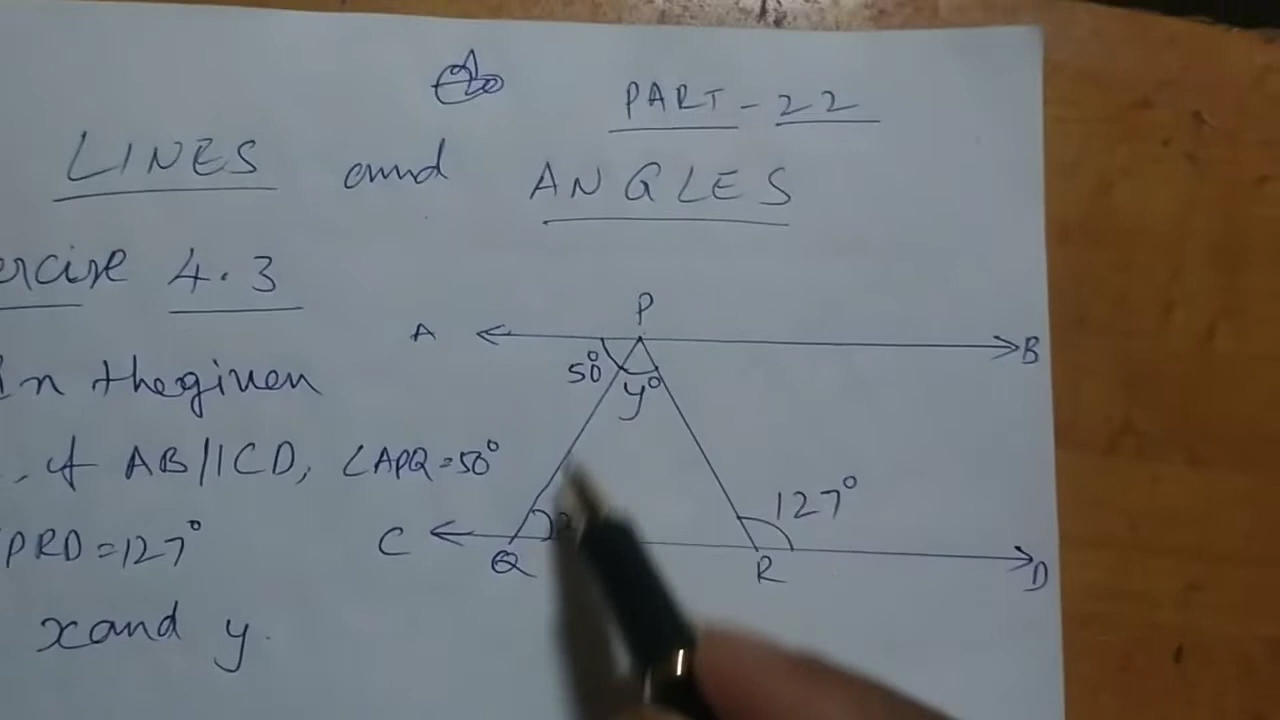 PART-22
LINES and ANGLES
ercise 4.3
in the given
, if AB//CD, ∠APQ=50°
PRD=127°
x and y.
P
A
B
50°
y°
127°
C
Q
R
D